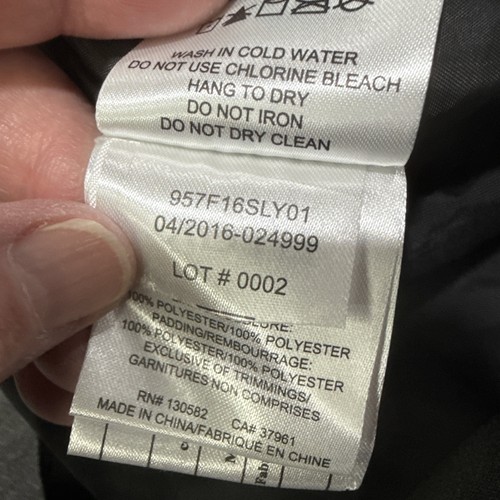 WASH IN COLD WATER
DO NOT USE CHLORINE BLEACH
HANG TO DRY
DO NOT IRON
DO NOT DRY CLEAN
957F16SLY01
04/2016-024999
LOT # 0002
100% POLYESTER/100% POLYESTER
PADDING/REMBOURRAGE:
100% POLYESTER/100% POLYESTER
EXCLUSIVE OF TRIMMINGS/
GARNITURES NON COMPRISES
RN# 130582 CA# 37961
MADE IN CHINA/FABRIQUÉ EN CHINE
Fab